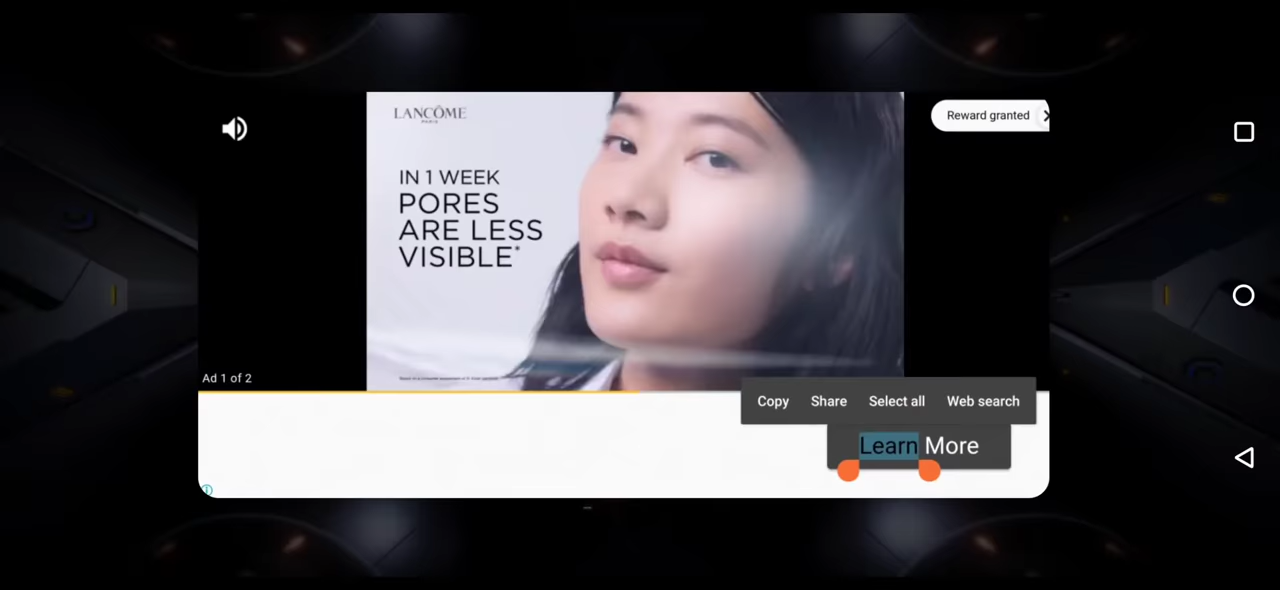 LANCÔME
PARIS
IN 1 WEEK
PORES
ARE LESS
VISIBLE*
Reward granted
Ad 1 of 2
Copy Share Select all Web search
Learn More